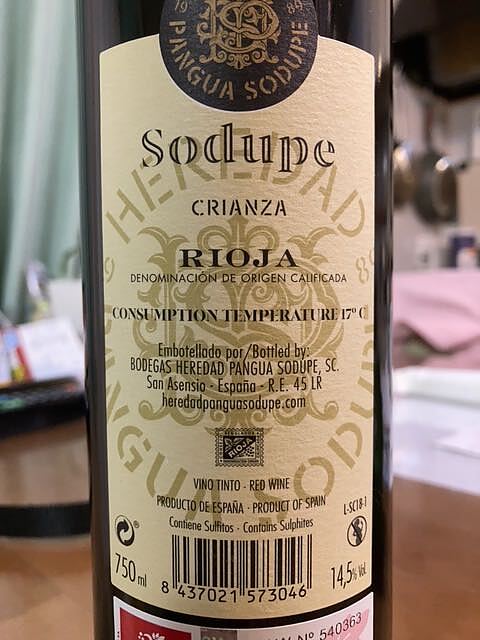 19 84
PANGUA SODUPE
HEREDAD
Sodupe
CRIANZA
RIOJA
DENOMINACIÓN DE ORIGEN CALIFICADA
CONSUMPTION TEMPERATURE 17º C
Embotellado por/Bottled by:
BODEGAS HEREDAD PANGUA SODUPE, SC.
San Asensio - España - R.E. 45 LR
heredadpanguasodupe.com
PANGUA SODUPE
RIOJA
VINO TINTO - RED WINE
PRODUCTO DE ESPAÑA - PRODUCT OF SPAIN
L-SC18-1
Contiene Sulfitos - Contains Sulphites
750 ml
14,5% Vol.
8 437021 573046
Nº 540363